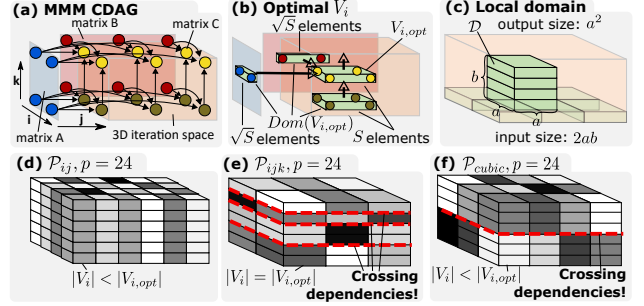 (a) MMM CDAG
matrix B
matrix C
k
i
j
matrix A
3D iteration space
(b) Optimal V_i
√S elements
V_{i,opt}
Dom(V_{i,opt})
√S elements
S elements
(c) Local domain
D output size: a²
b
a
a
input size: 2ab
(d) P_{ij}, p = 24
|V_i| < |V_{i,opt}|
(e) P_{ijk}, p = 24
|V_i| = |V_{i,opt}|
Crossing
dependencies!
(f) P_{cubic}, p = 24
|V_i| < |V_{i,opt}|
Crossing
dependencies!